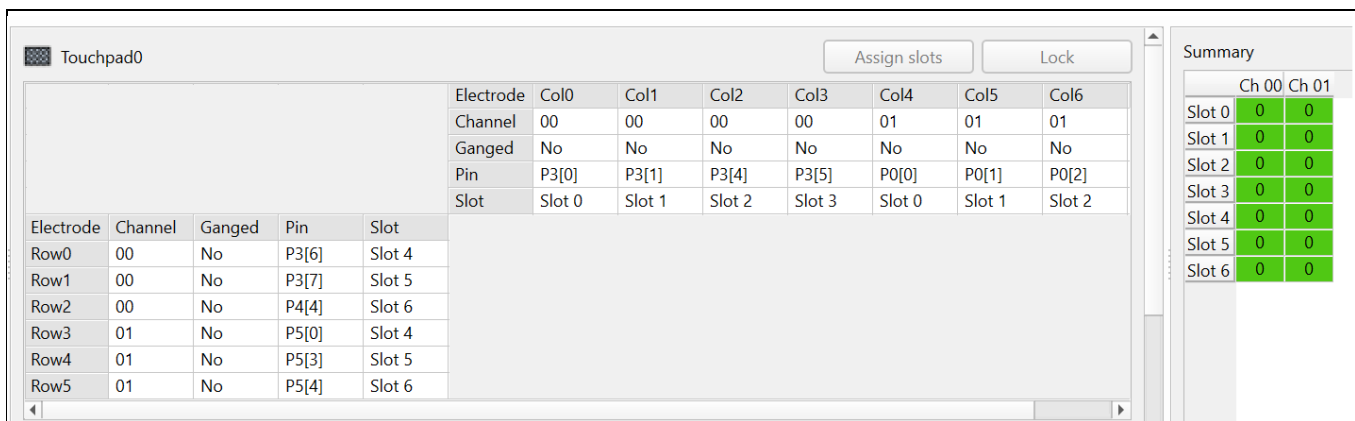 Touchpad0 Assign slots Lock
Electrode Col0 Col1 Col2 Col3 Col4 Col5 Col6
Channel 00 00 00 00 01 01 01
Ganged No No No No No No No
Pin P3[0] P3[1] P3[4] P3[5] P0[0] P0[1] P0[2]
Slot Slot 0 Slot 1 Slot 2 Slot 3 Slot 0 Slot 1 Slot 2
Electrode Channel Ganged Pin Slot
Row0 00 No P3[6] Slot 4
Row1 00 No P3[7] Slot 5
Row2 00 No P4[4] Slot 6
Row3 01 No P5[0] Slot 4
Row4 01 No P5[3] Slot 5
Row5 01 No P5[4] Slot 6
Summary
Ch 00 Ch 01
Slot 0 0 0
Slot 1 0 0
Slot 2 0 0
Slot 3 0 0
Slot 4 0 0
Slot 5 0 0
Slot 6 0 0